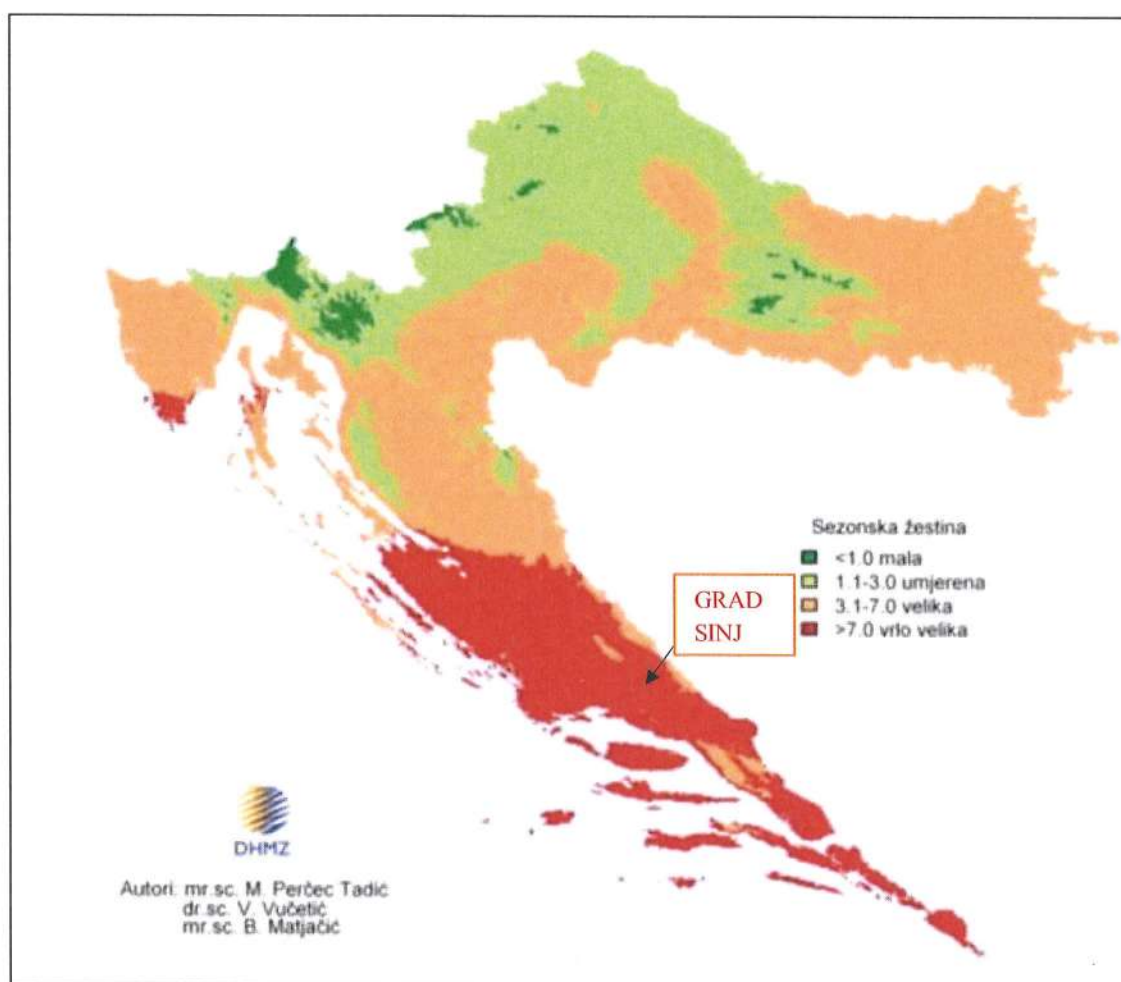 Sezonska žestina
<1.0 mala
1.1-3.0 umjerena
3.1-7.0 velika
>7.0 vrlo velika
GRAD
SINJ
DHMZ
Autori: mr.sc. M. Perčec Tadić
dr.sc. V. Vučetić
mr.sc. B. Matjačić